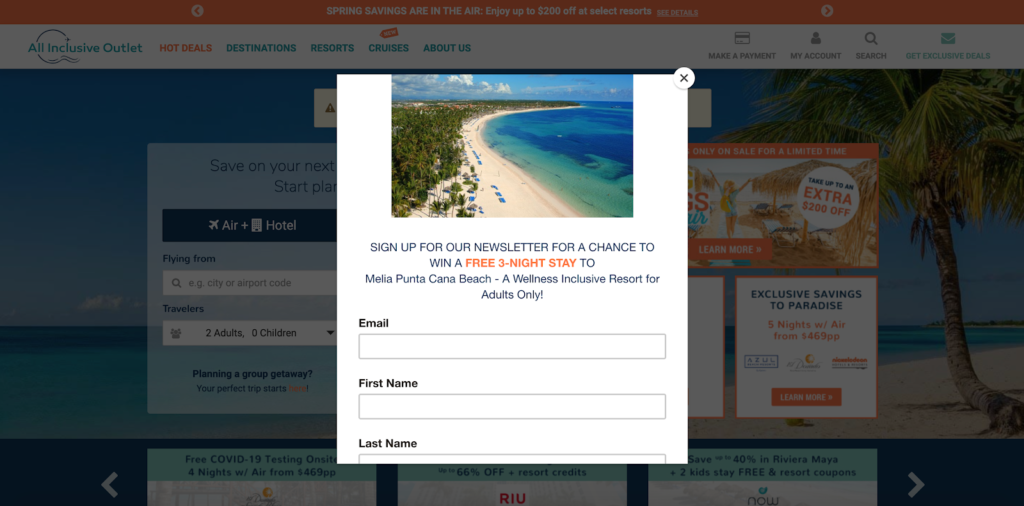 SPRING SAVINGS ARE IN THE AIR: Enjoy up to $200 off at select resorts SEE DETAILS
All Inclusive Outlet
HOT DEALS DESTINATIONS RESORTS CRUISES NEW ABOUT US
MAKE A PAYMENT MY ACCOUNT SEARCH GET EXCLUSIVE DEALS
Save on your next
Start plan
Air + Hotel
Flying from
e.g. city or airport code
Travelers
2 Adults, 0 Children
Planning a group getaway?
Your perfect trip starts here!
SIGN UP FOR OUR NEWSLETTER FOR A CHANCE TO
WIN A FREE 3-NIGHT STAY TO
Melia Punta Cana Beach - A Wellness Inclusive Resort for
Adults Only!
Email
First Name
Last Name
ONLY ON SALE FOR A LIMITED TIME
TAKE UP TO AN
EXTRA
$200 OFF
LEARN MORE »
EXCLUSIVE SAVINGS
TO PARADISE
5 Nights w/ Air
from $469pp
AZUL
nickelodeon
LEARN MORE »
Free COVID-19 Testing Onsite
4 Nights w/ Air from $469pp
UP TO 66% OFF + resort credits
RIU
Save UP TO 40% in Riviera Maya
+ 2 kids stay FREE & resort coupons
now